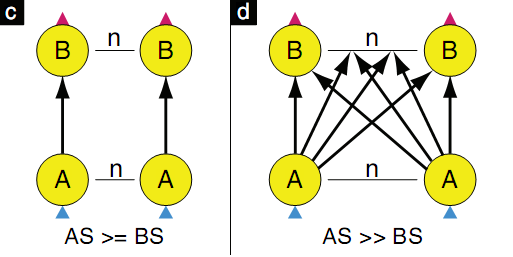 c
B n B
A n A
AS >= BS
d
B n B
A n A
AS >> BS